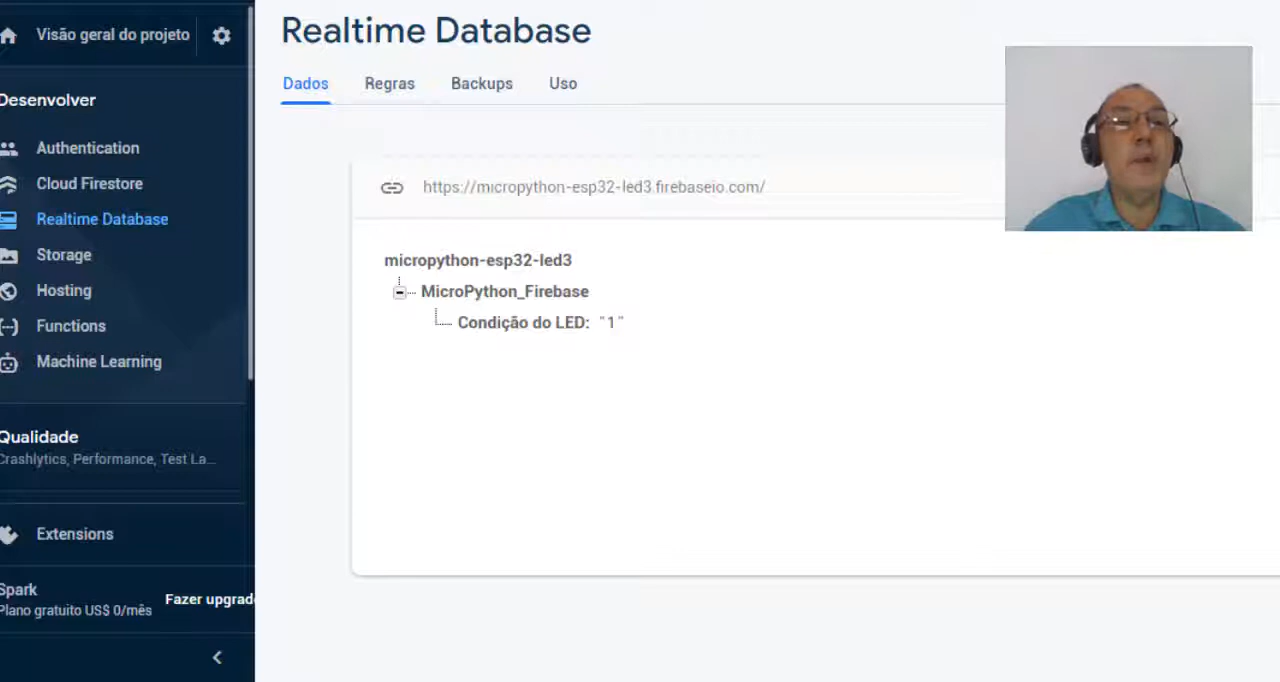 Visão geral do projeto
Desenvolver
Authentication
Cloud Firestore
Realtime Database
Storage
Hosting
Functions
Machine Learning
Qualidade
Crashlytics, Performance, Test La...
Extensions
Spark
Plano gratuito US$ 0/mês
Fazer upgrade
Realtime Database
Dados Regras Backups Uso
https://micropython-esp32-led3.firebaseio.com/
micropython-esp32-led3
MicroPython_Firebase
Condição do LED: "1"